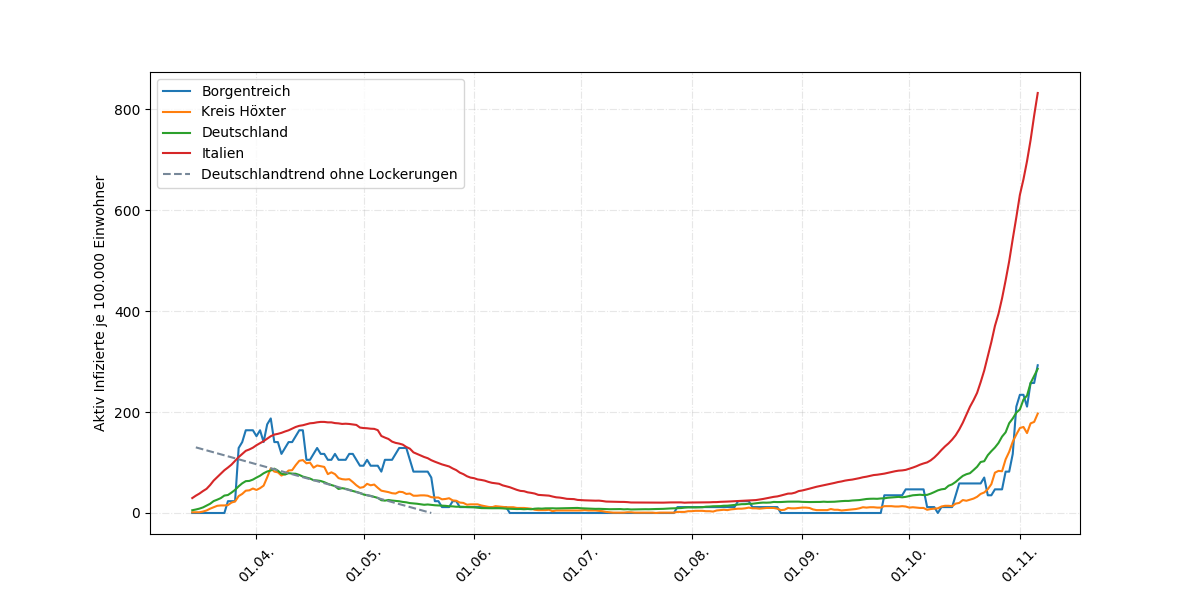 Borgentreich
Kreis Höxter
Deutschland
Italien
Deutschlandtrend ohne Lockerungen
Aktiv Infizierte je 100.000 Einwohner
800
600
400
200
0
01.04.
01.05.
01.06.
01.07.
01.08.
01.09.
01.10.
01.11.